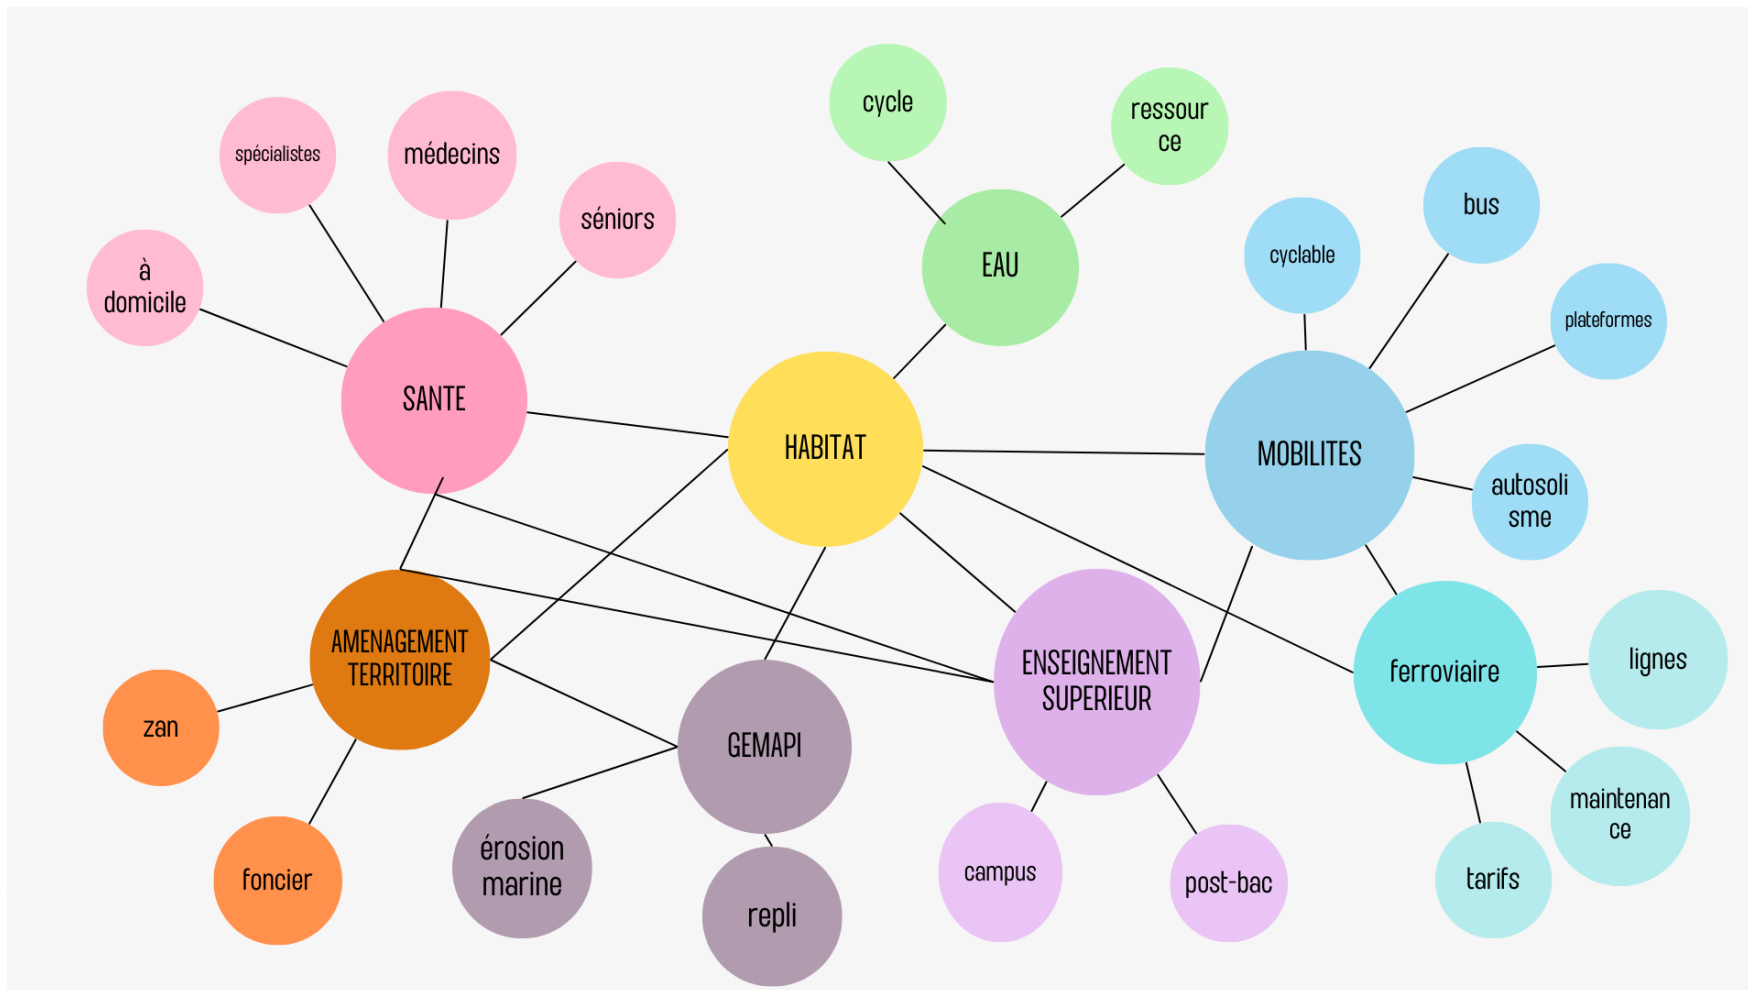 cycle
ressour
ce
spécialistes
médecins
séniors
bus
cyclable
à
domicile
EAU
plateformes
SANTE
HABITAT
MOBILITES
autosoli
sme
AMENAGEMENT
TERRITOIRE
ENSEIGNEMENT
SUPERIEUR
ferroviaire
lignes
zan
GEMAPI
maintenan
ce
érosion
marine
foncier
repli
campus
post-bac
tarifs